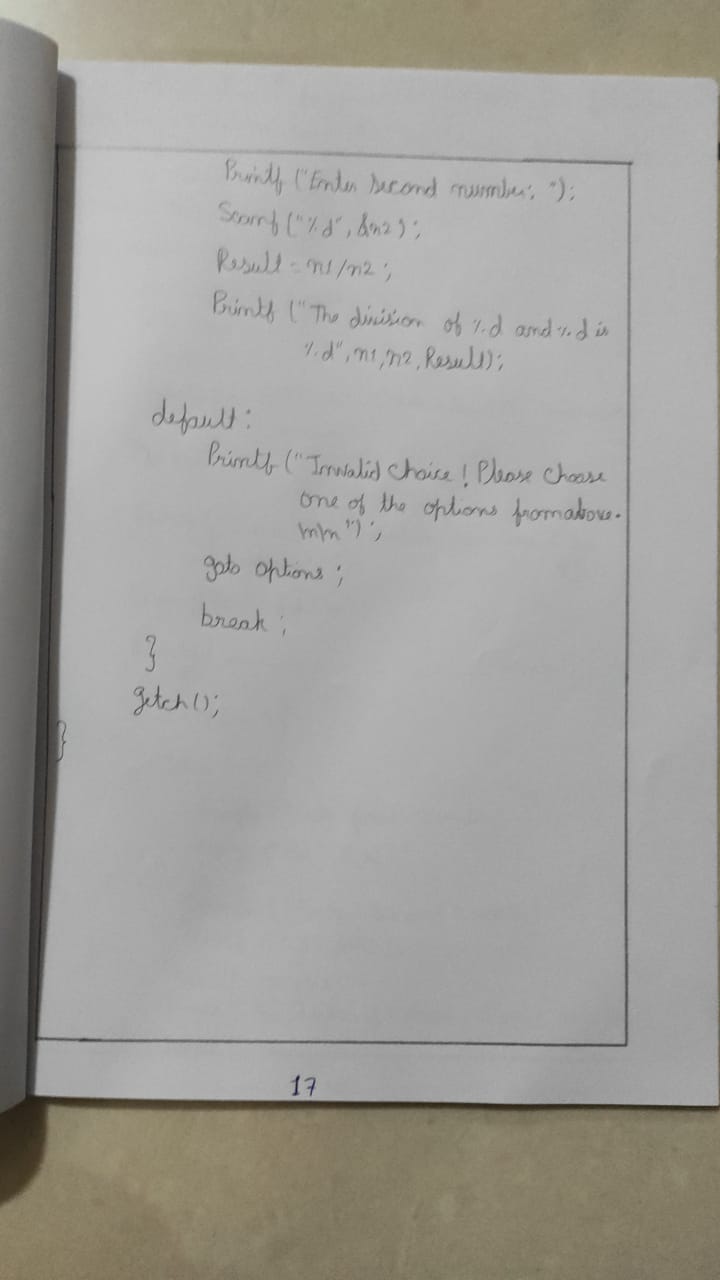 Printf ("Enter second number: ");
Scanf ("%d", &n2);
Result = n1/n2;
Printf ("The division of %d and %d is
%d", n1, n2, Result);
default:
Printf ("Invalid choice! Please choose
one of the options from above.
\n\n");
goto options;
break;
}
getch();
}
17